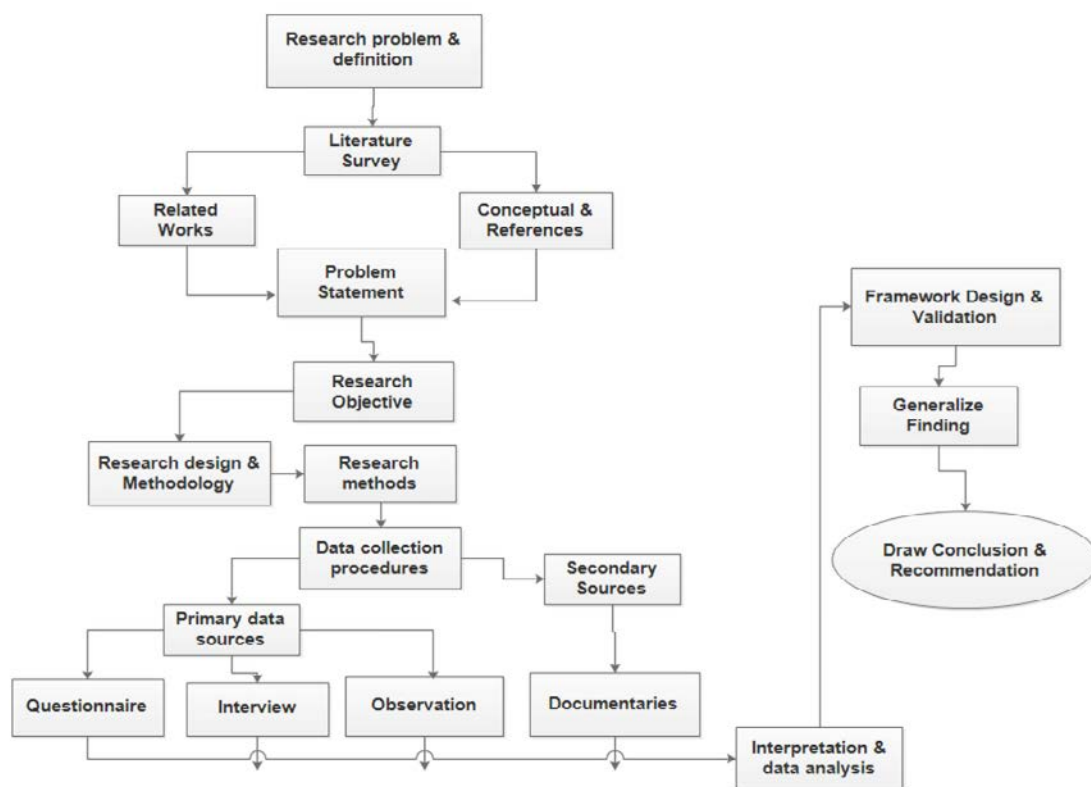 Research problem &
definition
Literature
Survey
Related
Works
Conceptual &
References
Problem
Statement
Research
Objective
Research design &
Methodology
Research
methods
Data collection
procedures
Secondary
Sources
Primary data
sources
Questionnaire
Interview
Observation
Documentaries
Interpretation &
data analysis
Framework Design &
Validation
Generalize
Finding
Draw Conclusion &
Recommendation